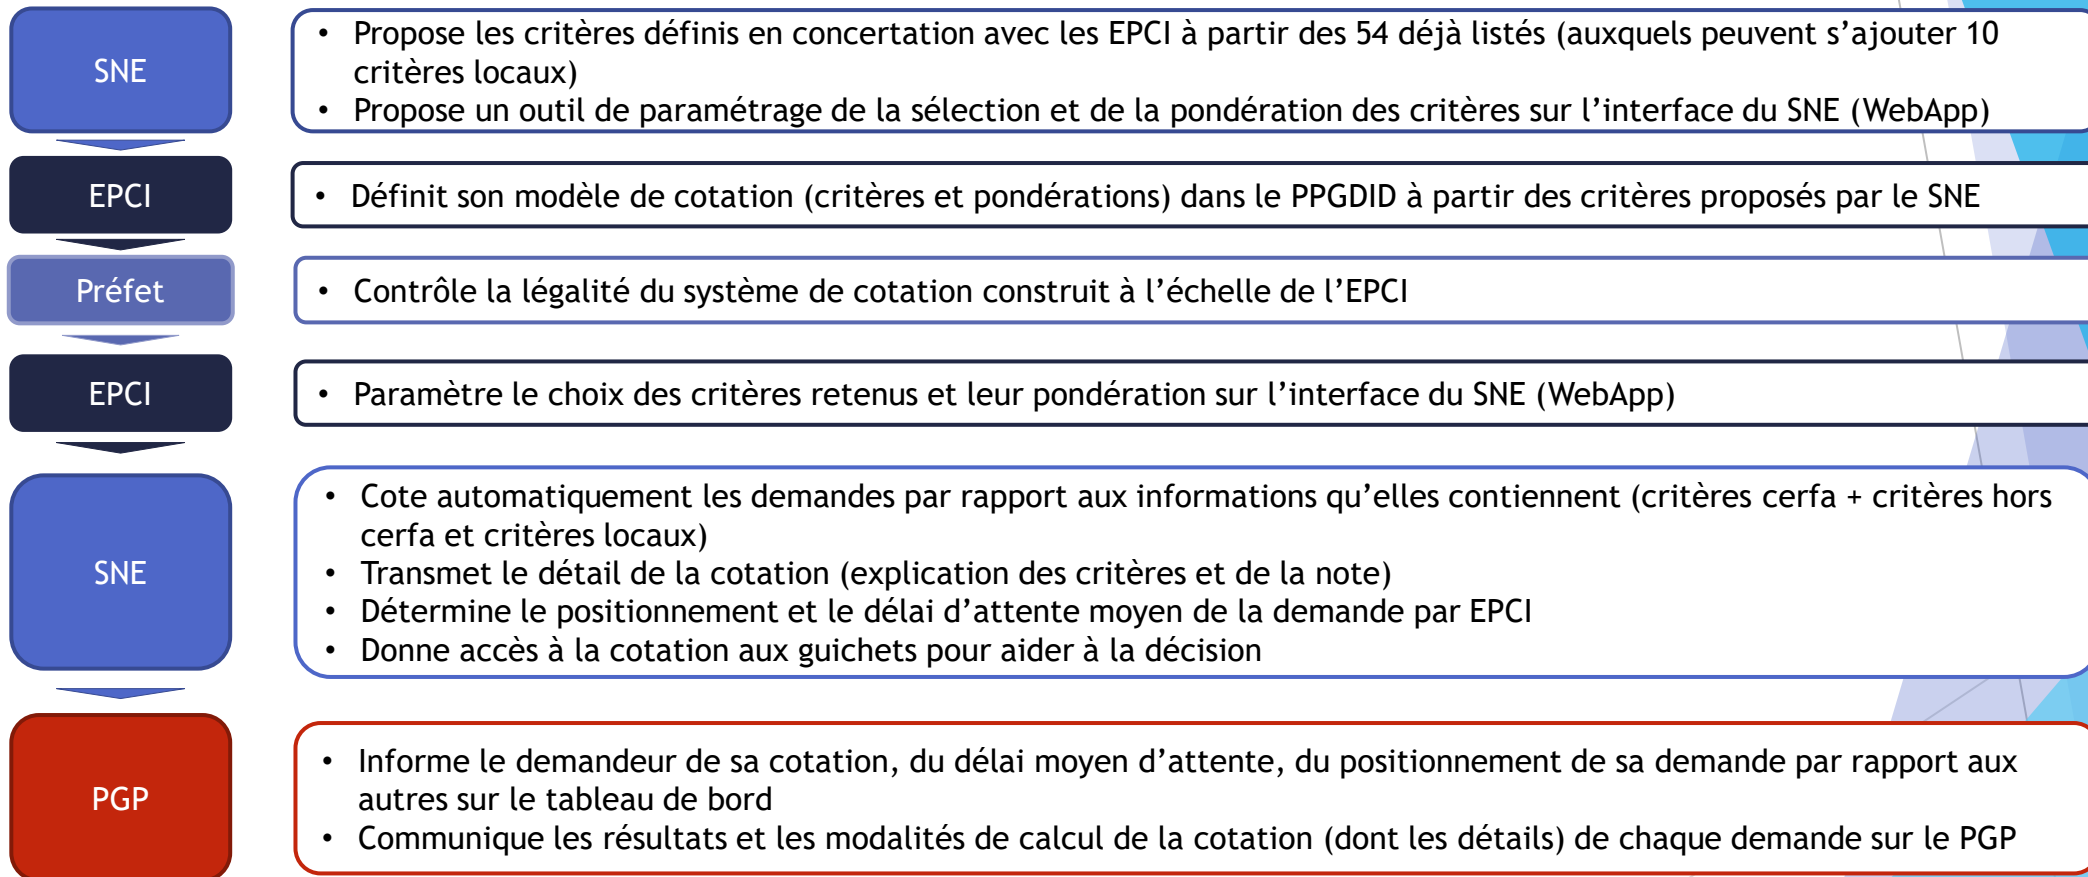 SNE
• Propose les critères définis en concertation avec les EPCI à partir des 54 déjà listés (auxquels peuvent s’ajouter 10
critères locaux)
• Propose un outil de paramétrage de la sélection et de la pondération des critères sur l’interface du SNE (WebApp)
EPCI
• Définit son modèle de cotation (critères et pondérations) dans le PPGDID à partir des critères proposés par le SNE
Préfet
• Contrôle la légalité du système de cotation construit à l’échelle de l’EPCI
EPCI
• Paramètre le choix des critères retenus et leur pondération sur l’interface du SNE (WebApp)
SNE
• Cote automatiquement les demandes par rapport aux informations qu’elles contiennent (critères cerfa + critères hors
cerfa et critères locaux)
• Transmet le détail de la cotation (explication des critères et de la note)
• Détermine le positionnement et le délai d’attente moyen de la demande par EPCI
• Donne accès à la cotation aux guichets pour aider à la décision
PGP
• Informe le demandeur de sa cotation, du délai moyen d’attente, du positionnement de sa demande par rapport aux
autres sur le tableau de bord
• Communique les résultats et les modalités de calcul de la cotation (dont les détails) de chaque demande sur le PGP